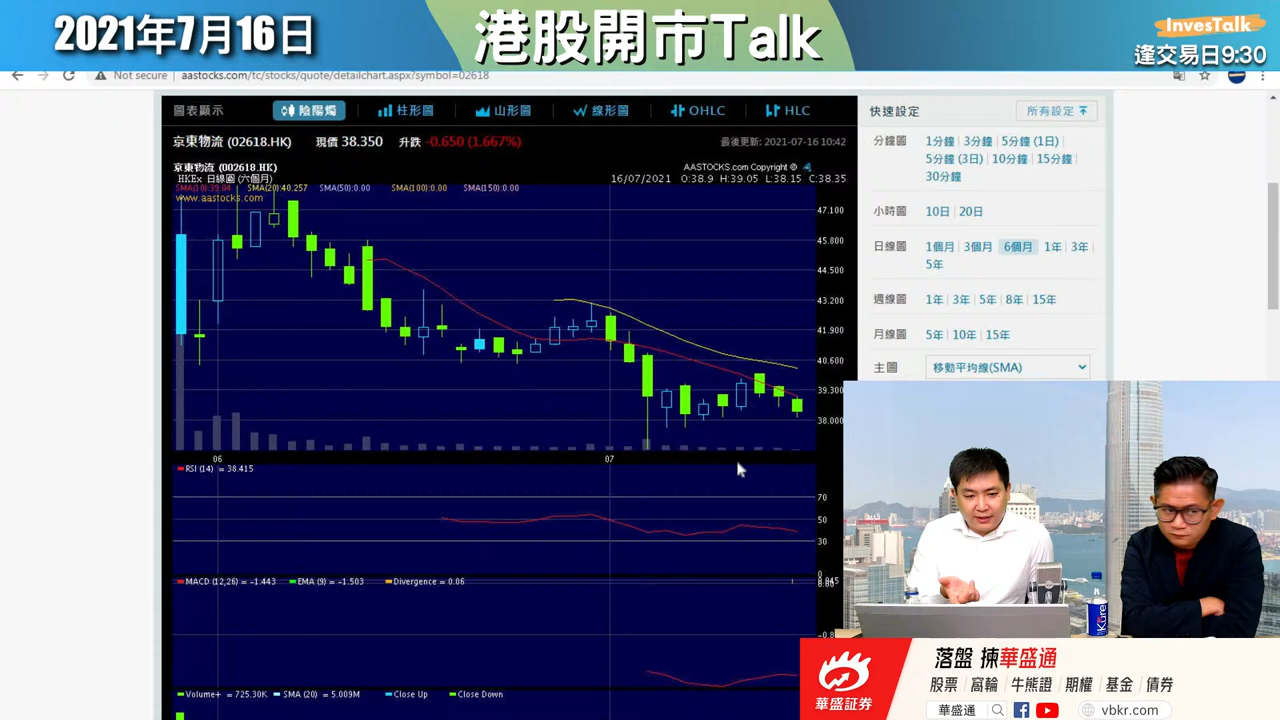 2021年7月16日
港股開市Talk
InvesTalk
逢交易日9:30
Not secure
aastocks.com/tc/stocks/quote/detailchart.aspx?symbol=02618
圖表顯示
陰陽燭
柱形圖
山形圖
線形圖
OHLC
HLC
京東物流 (02618.HK)
現價 38.350
升跌 -0.650 (1.667%)
最後更新: 2021-07-16 10:42
京東物流 (002618.HK)
HKEx 日線圖 (六個月)
AASTOCKS.com Copyright ©
16/07/2021 O:38.9 H:39.05 L:38.15 C:38.35
SMA(20):40.257 SMA(50):0.00 SMA(100):0.00 SMA(150):0.00
www.aastocks.com
47.100
45.800
44.500
43.200
41.900
40.600
39.300
38.000
06
07
RSI (14) = 38.415
70
50
30
MACD (12,26) = -1.443
EMA (9) = -1.503
Divergence = 0.06
Volume+ = 725.30K
SMA (20) = 5.009M
Close Up
Close Down
快速設定
所有設定
分鐘圖
1分鐘 | 3分鐘 | 5分鐘 (1日) |
5分鐘 (3日) | 10分鐘 | 15分鐘 |
30分鐘
小時圖
10日 | 20日
日線圖
1個月 | 3個月 | 6個月 | 1年 | 3年 |
5年
週線圖
1年 | 3年 | 5年 | 8年 | 15年
月線圖
5年 | 10年 | 15年
主圖
移動平均線(SMA)
Kure
華盛証券
落盤 揀華盛通
股票 | 窩輪 | 牛熊證 | 期權 | 基金 | 債券
華盛通
vbkr.com